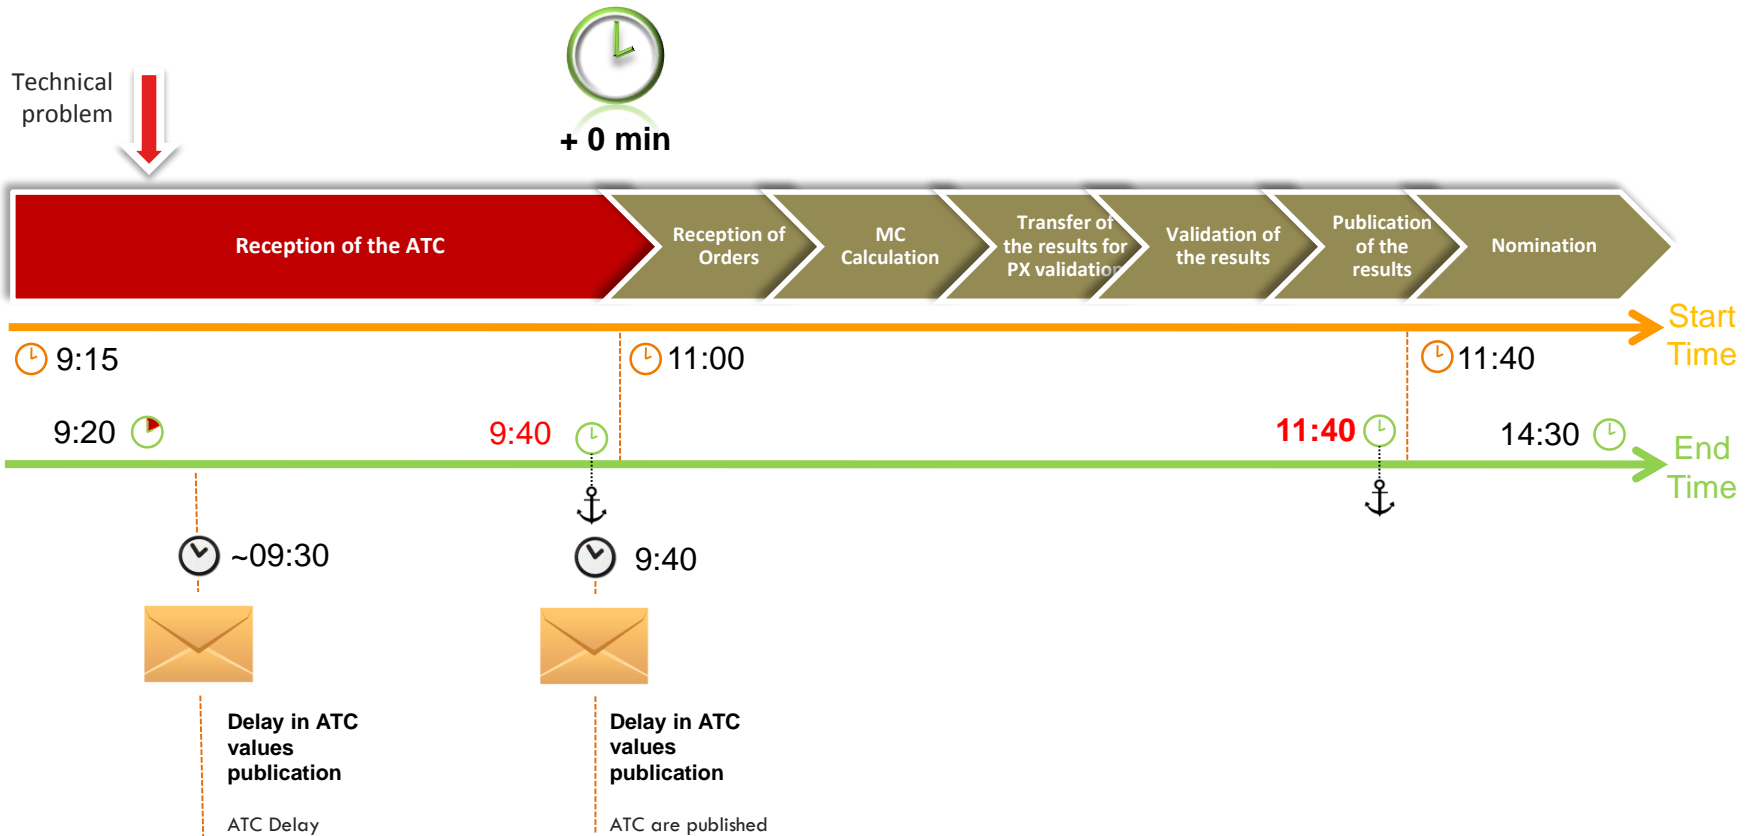 Technical
problem
+ 0 min
Reception of the ATC
Reception of
Orders
MC
Calculation
Transfer of
the results for
PX validation
Validation of
the results
Publication
of the
results
Nomination
Start
Time
9:15
11:00
11:40
9:20
9:40
11:40
14:30
End
Time
~09:30
9:40
Delay in ATC
values
publication
ATC Delay
Delay in ATC
values
publication
ATC are published